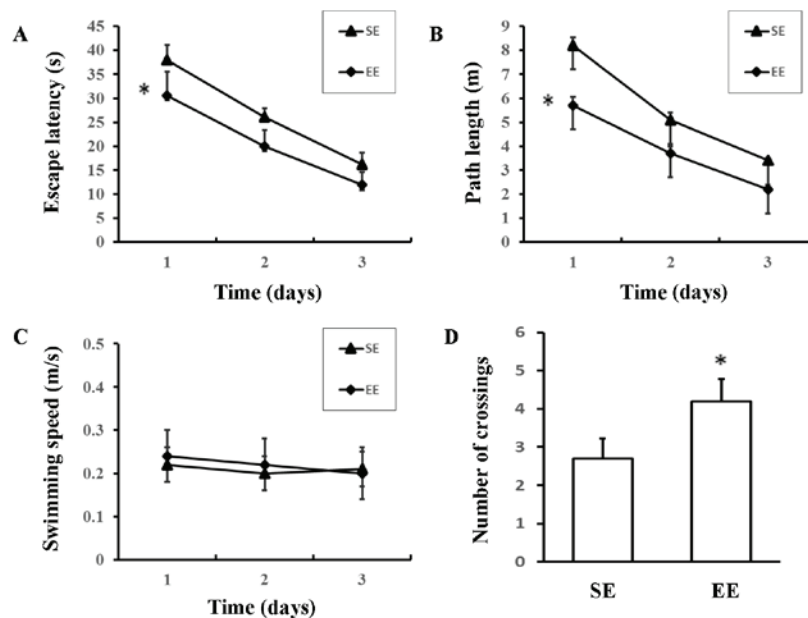 A
Escape latency (s)
45
40
35
30
25
20
15
10
5
0
*
SE
EE
1 2 3
Time (days)
B
Path length (m)
9
8
7
6
5
4
3
2
1
0
*
SE
EE
1 2 3
Time (days)
C
Swimming speed (m/s)
0.5
0.4
0.3
0.2
0.1
0
SE
EE
1 2 3
Time (days)
D
Number of crossings
6
5
4
3
2
1
0
*
SE EE